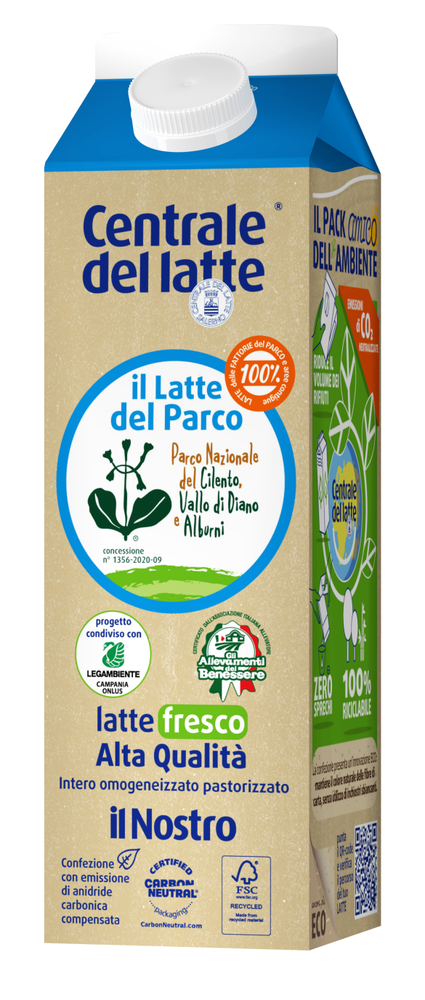 Centrale
del latte
®
CENTRALE DEL LATTE
SALERNO
LATTE delle FATTORIE del PARCO e aree contigue
100%
il Latte
del Parco
Parco Nazionale
del Cilento,
Vallo di Diano
e Alburni
®
concessione
n° 1356-2020-09
progetto
condiviso con
LEGAMBIENTE
CAMPANIA
ONLUS
CERTIFICATO DALL'ASSOCIAZIONE ITALIANA ALLEVATORI
Gli
Allevamenti
del
Benessere
latte fresco
Alta Qualità
Intero omogeneizzato pastorizzato
il Nostro
Confezione
con emissione
di anidride
carbonica
compensata
CERTIFIED
CARBON
NEUTRAL®
packaging
CarbonNeutral.com
FSC
www.fsc.org
RECYCLED
Made from
recycled material
IL PACK amico
DELL'AMBIENTE
EMISSIONI
di CO2
NEUTRALIZZATE
RIDUCE IL
VOLUME DEI
RIFIUTI
Centrale
del latte
ZERO
SPRECHI
100%
RICICLABILE
La confezione presenta un'innovazione ECO:
mantiene il colore naturale delle fibre di
carta, senza utilizzo di inchiostri sbiancanti.
punta
il QR-code
e verifica
il percorso
del tuo
LATTE
ECO